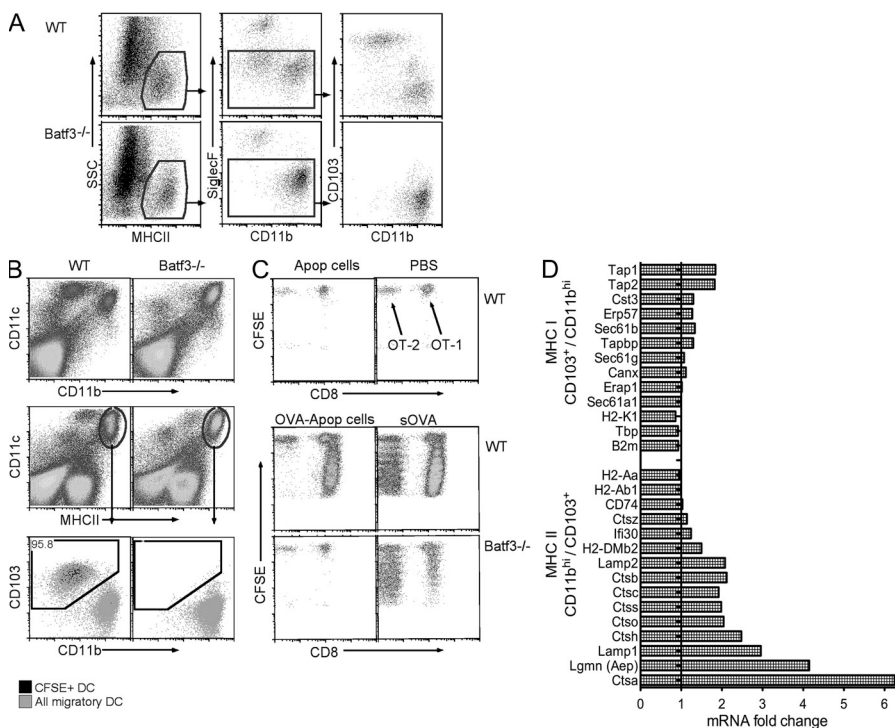 A
WT
Batf3-/-
SSC
MHCII
SiglecF
CD11b
CD103
CD11b
B
WT
Batf3-/-
CD11c
CD11b
CD11c
MHCII
95.8
CD103
CD11b
CFSE+ DC
All migratory DC
C
Apop cells
PBS
WT
CFSE
OT-2
OT-1
CD8
OVA-Apop cells
sOVA
WT
Batf3-/-
CFSE
CD8
D
MHC I
CD103+ / CD11bhi
Tap1
Tap2
Cst3
Erp57
Sec61b
Tapbp
Sec61g
Canx
Erap1
Sec61a1
H2-K1
Tbp
B2m
MHC II
CD11bhi / CD103+
H2-Aa
H2-Ab1
CD74
Ctsz
Ifi30
H2-DMb2
Lamp2
Ctsb
Ctsc
Ctss
Ctso
Ctsh
Lamp1
Lgmn (Aep)
Ctsa
0 1 2 3 4 5 6
mRNA fold change